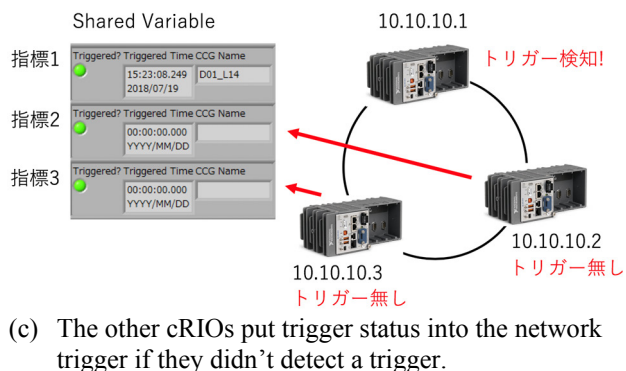 Shared Variable
10.10.10.1
指標1
Triggered? Triggered Time CCG Name
15:23:08.249
2018/07/19
D01_L14
トリガー検知!
指標2
Triggered? Triggered Time CCG Name
00:00:00.000
YYYY/MM/DD
指標3
Triggered? Triggered Time CCG Name
00:00:00.000
YYYY/MM/DD
10.10.10.2
トリガー無し
10.10.10.3
トリガー無し
(c) The other cRIOs put trigger status into the network
trigger if they didn’t detect a trigger.